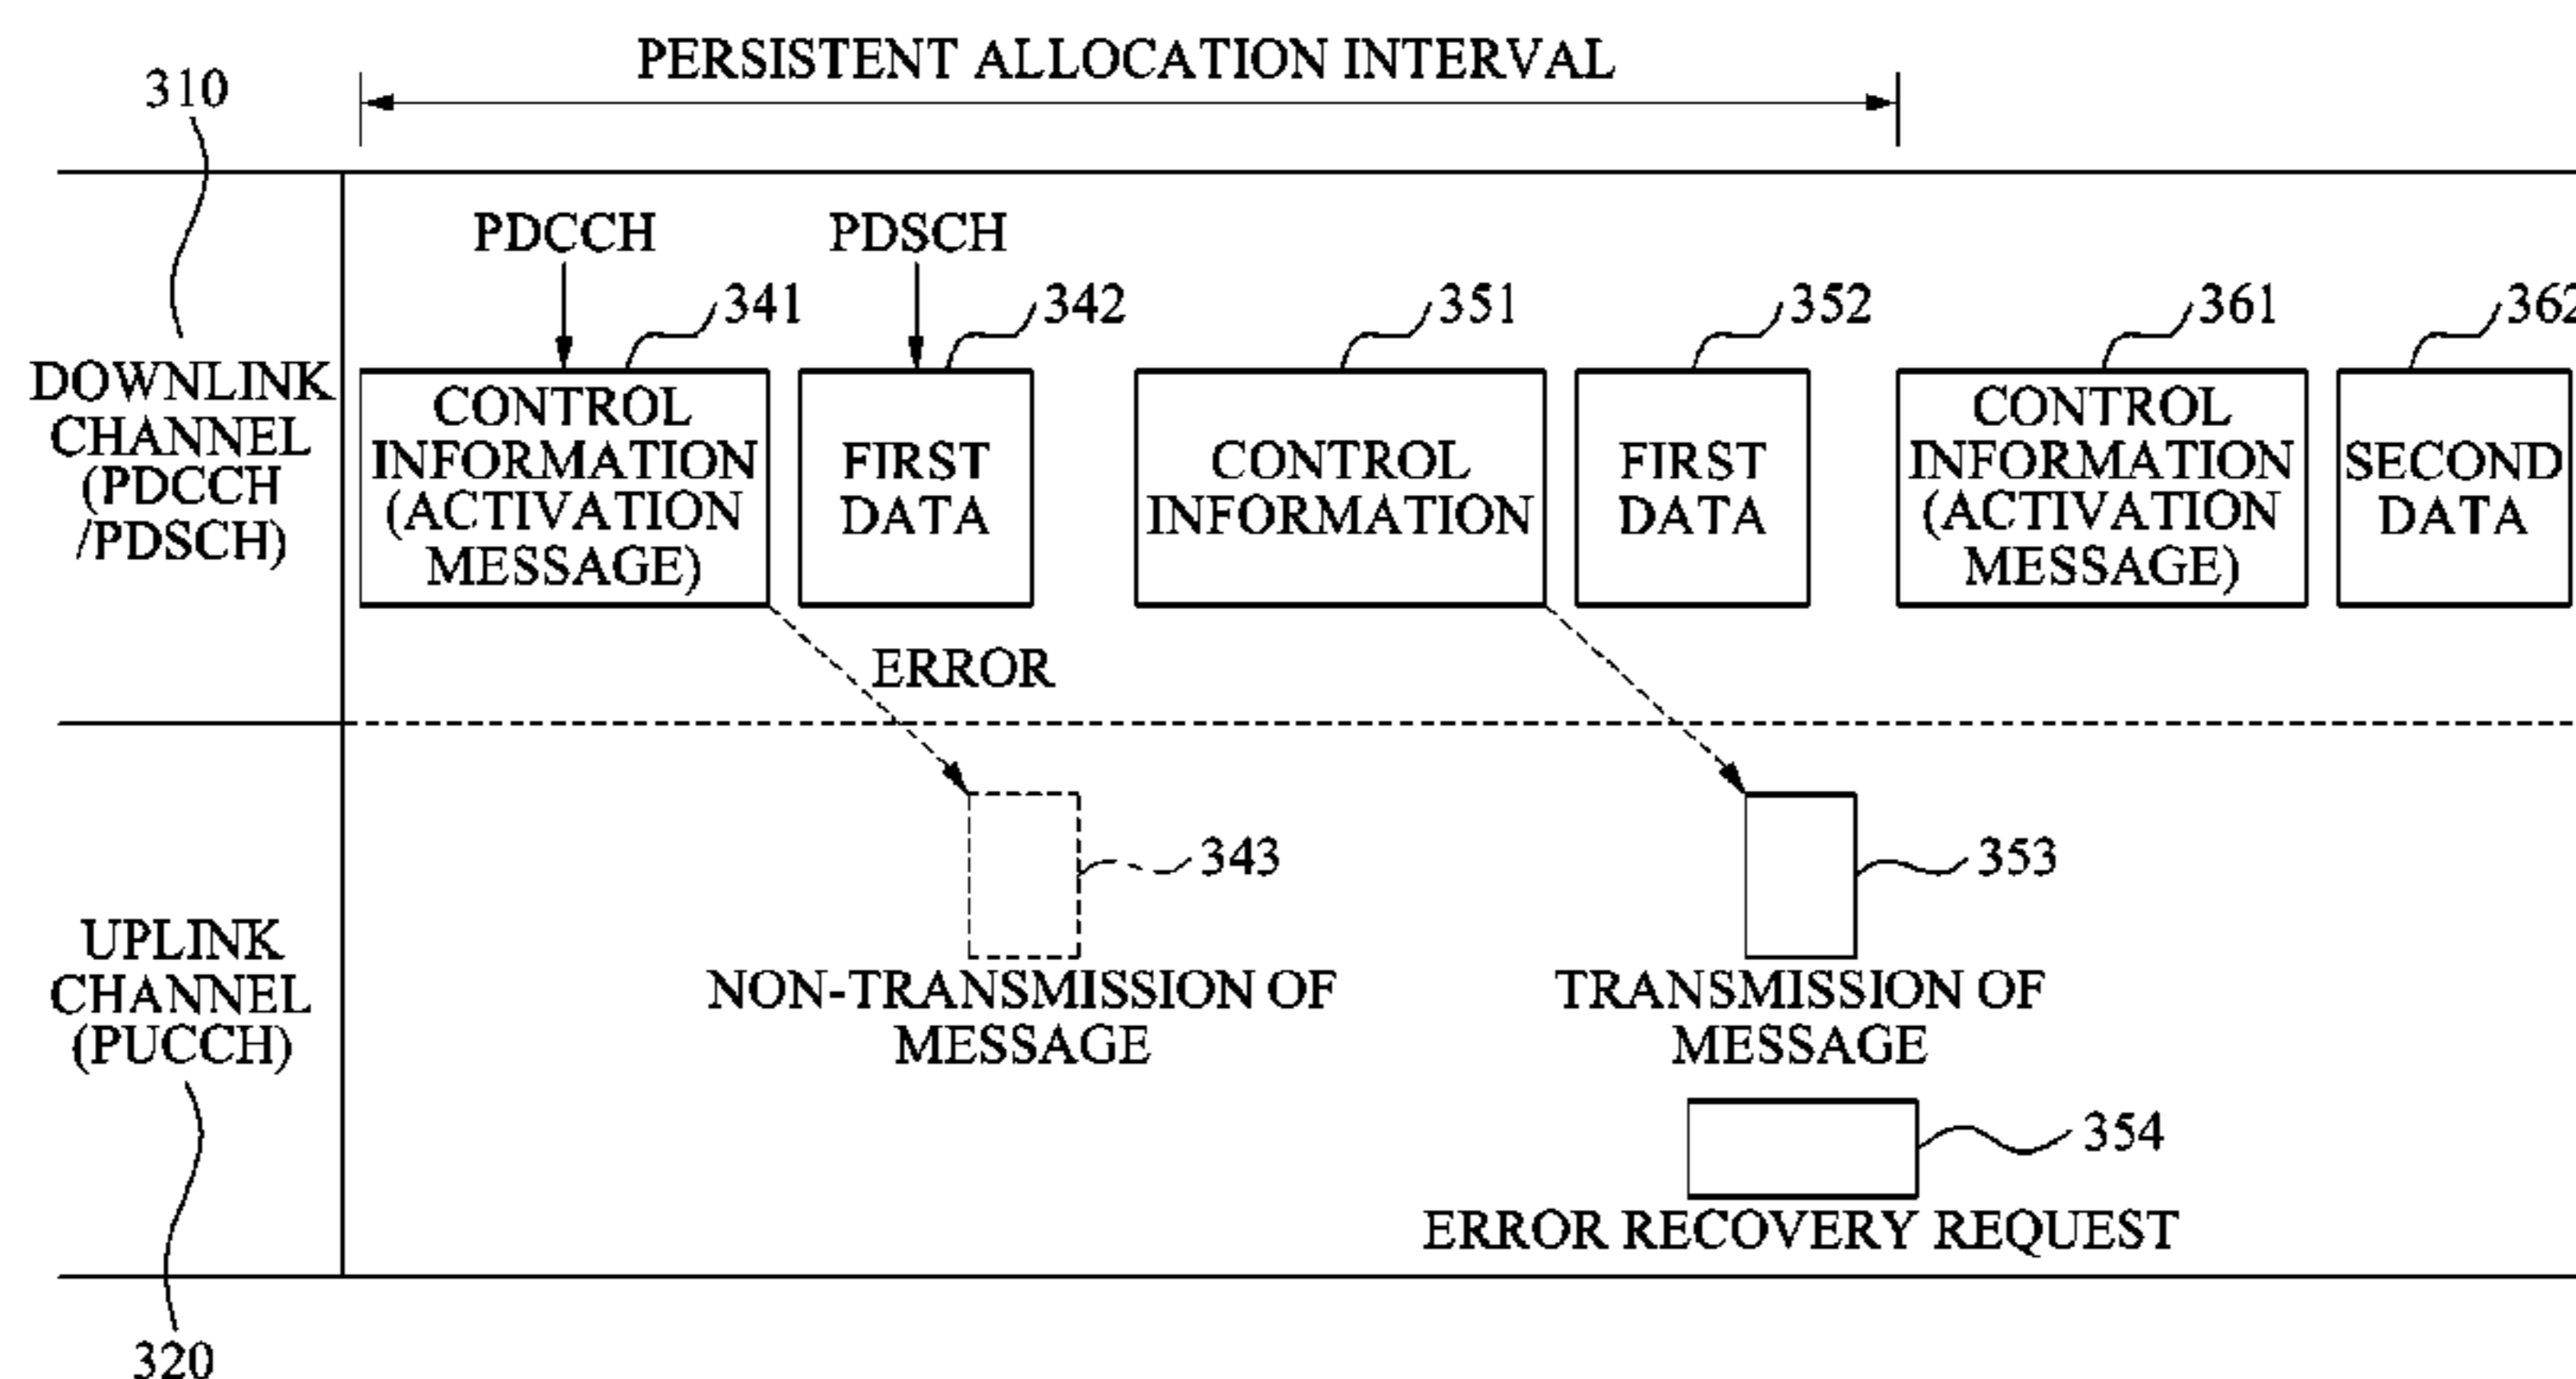 PERSISTENT ALLOCATION INTERVAL
310
PDCCH
PDSCH
341
342
351
352
361
362
DOWNLINK
CHANNEL
(PDCCH
/PDSCH)
CONTROL
INFORMATION
(ACTIVATION
MESSAGE)
FIRST
DATA
CONTROL
INFORMATION
FIRST
DATA
CONTROL
INFORMATION
(ACTIVATION
MESSAGE)
SECOND
DATA
ERROR
343
353
UPLINK
CHANNEL
(PUCCH)
NON-TRANSMISSION OF
MESSAGE
TRANSMISSION OF
MESSAGE
354
ERROR RECOVERY REQUEST
320